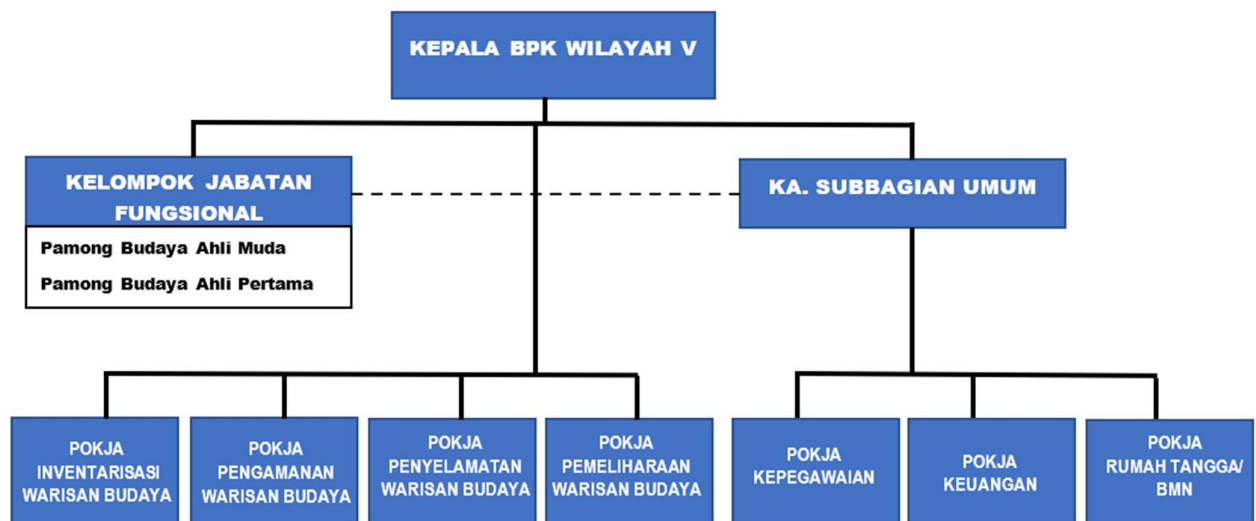 KEPALA BPK WILAYAH V
KELOMPOK JABATAN
FUNGSIONAL
Pamong Budaya Ahli Muda
Pamong Budaya Ahli Pertama
KA. SUBBAGIAN UMUM
POKJA
INVENTARISASI
WARISAN BUDAYA
POKJA
PENGAMANAN
WARISAN BUDAYA
POKJA
PENYELAMATAN
WARISAN BUDAYA
POKJA
PEMELIHARAAN
WARISAN BUDAYA
POKJA
KEPEGAWAIAN
POKJA
KEUANGAN
POKJA
RUMAH TANGGA/
BMN